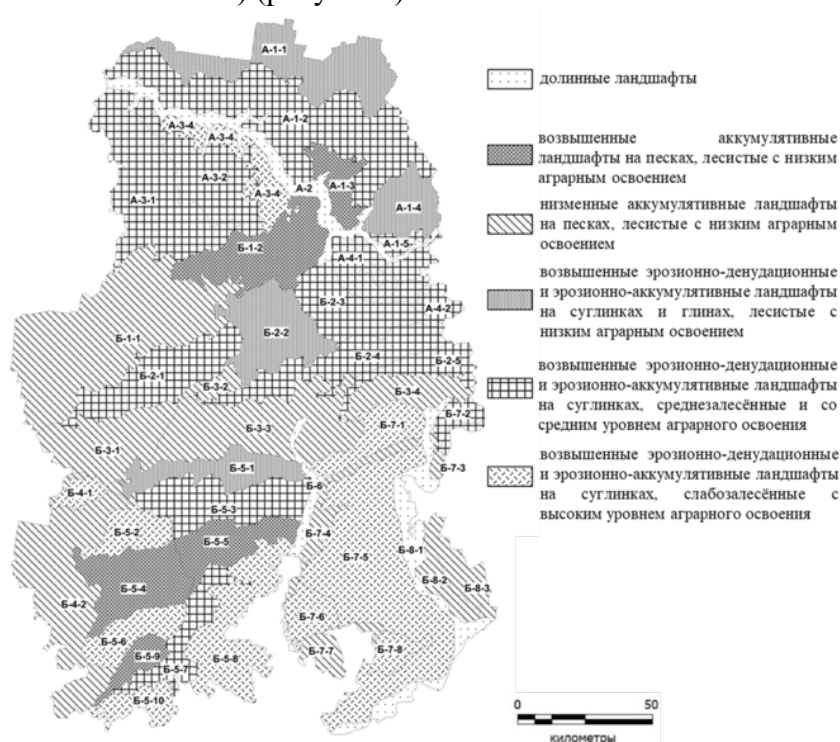 А-1-1
долинные ландшафты
А-3-4
А-3-4
А-1-2
возвышенные аккумулятивные
ландшафты на песках, лесистые с низким
аграрным освоением
А-3-2
А-3-4
А-2
А-1-3
А-3-1
А-1-4
низменные аккумулятивные ландшафты
на песках, лесистые с низким аграрным
освоением
Б-1-2
А-4-1
А-1-5
возвышенные эрозионно-денудационные
и эрозионно-аккумулятивные ландшафты
на суглинках и глинах, лесистые с
низким аграрным освоением
Б-2-3
А-4-2
Б-1-1
Б-2-2
Б-2-4
Б-2-5
Б-2-1
Б-3-2
Б-3-4
возвышенные эрозионно-денудационные
и эрозионно-аккумулятивные ландшафты
на суглинках, среднезалесённые и со
средним уровнем аграрного освоения
Б-7-2
Б-7-1
Б-3-3
Б-3-1
Б-7-3
Б-5-1
возвышенные эрозионно-денудационные
и эрозионно-аккумулятивные ландшафты
на суглинках, слабозалесённые с
высоким уровнем аграрного освоения
Б-6
Б-4-1
Б-5-3
Б-5-2
Б-7-4
Б-5-5
Б-7-5
Б-8-1
Б-8-2
Б-8-3
Б-5-4
Б-4-2
Б-7-6
Б-5-6
Б-7-7
Б-7-8
Б-5-9
Б-5-7
Б-5-8
Б-5-10
0 50
километры